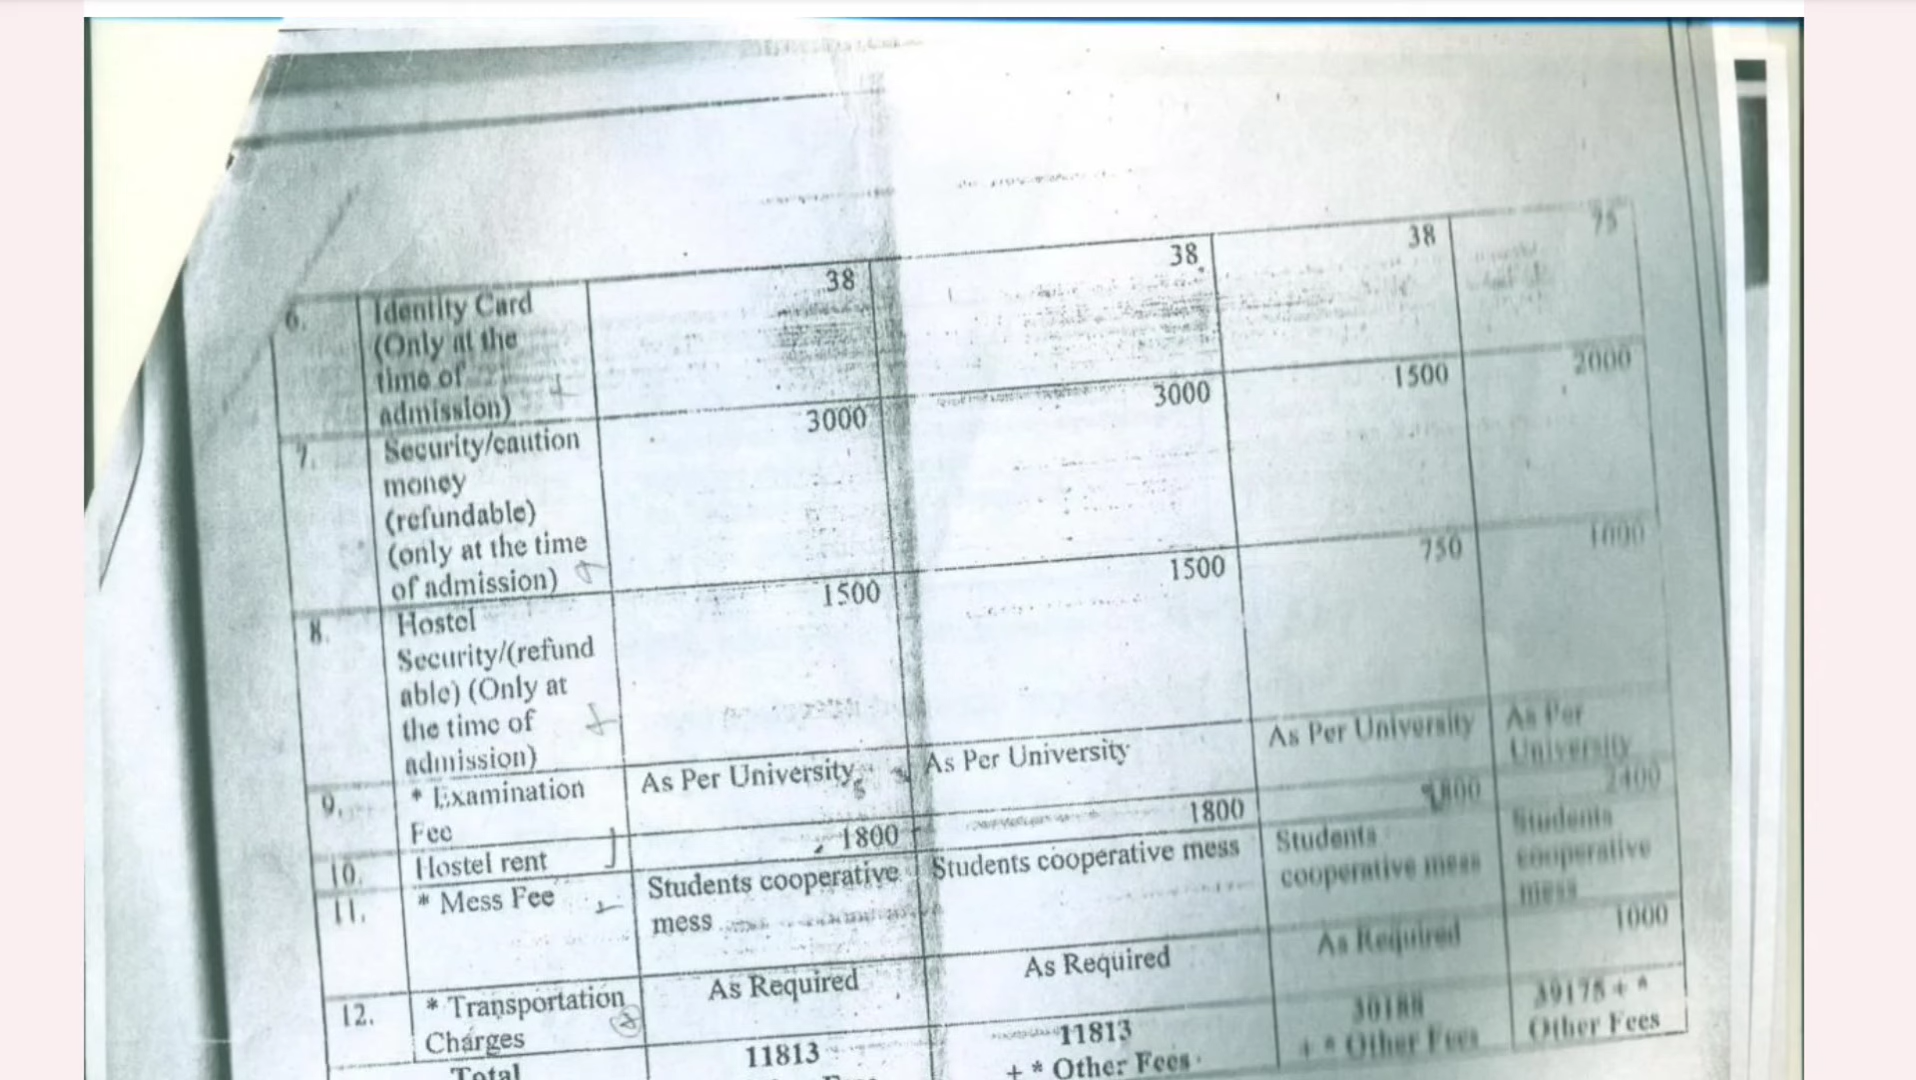 6. Identity Card 38 38 38 75
(Only at the
time of
admission)
7. Security/caution 3000 3000 1500 2000
money
(refundable)
(only at the time
of admission)
8. Hostel 1500 1500 750 1000
Security/(refund
able) (Only at
the time of
admission)
9. * Examination As Per University As Per University As Per University As Per
Fee University
10. Hostel rent 1800 1800 1800 2400
11. * Mess Fee Students cooperative Students cooperative mess Students Students
mess cooperative mess cooperative
mess
12. * Transportation As Required As Required As Required 1000
Charges
Total 11813 11813 30188 39175 + *
+ * Other Fees + * Other Fees Other Fees